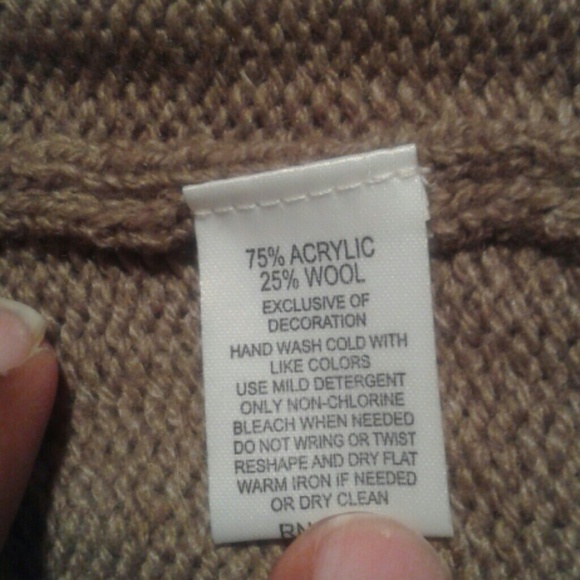 75% ACRYLIC
25% WOOL
EXCLUSIVE OF
DECORATION
HAND WASH COLD WITH
LIKE COLORS
USE MILD DETERGENT
ONLY NON-CHLORINE
BLEACH WHEN NEEDED
DO NOT WRING OR TWIST
RESHAPE AND DRY FLAT
WARM IRON IF NEEDED
OR DRY CLEAN
RN